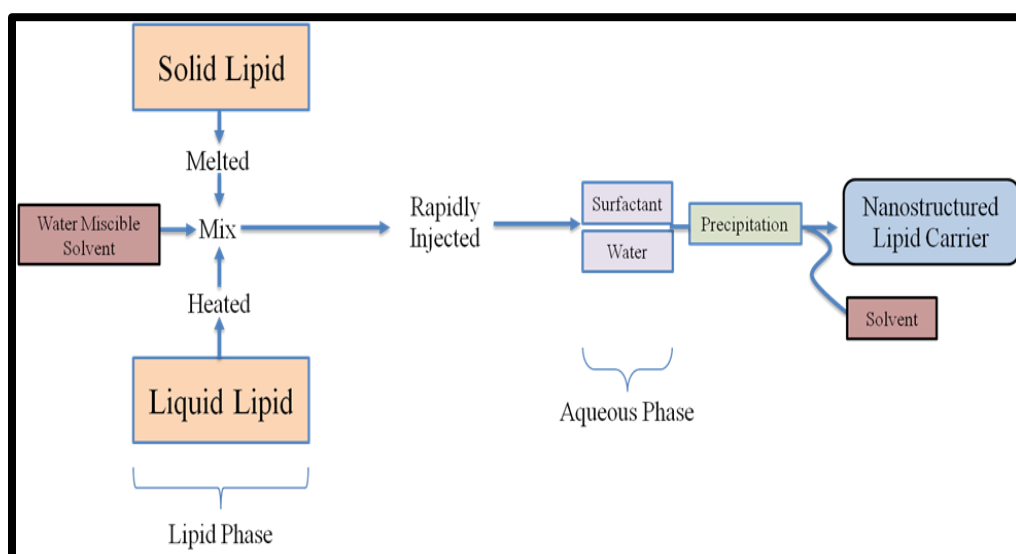 Solid Lipid
Melted
Water Miscible
Solvent
Mix
Heated
Liquid Lipid
Lipid Phase
Rapidly
Injected
Surfactant
Water
Aqueous Phase
Precipitation
Nanostructured
Lipid Carrier
Solvent